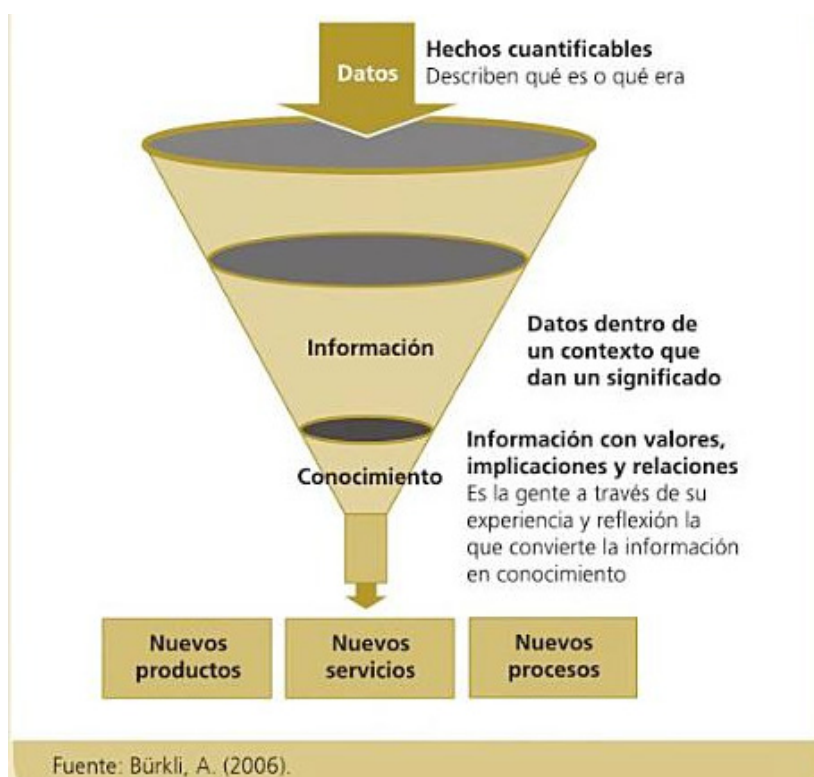 Datos
Hechos cuantificables
Describen qué es o qué era
Información
Datos dentro de
un contexto que
dan un significado
Conocimiento
Información con valores,
implicaciones y relaciones
Es la gente a través de su
experiencia y reflexión la
que convierte la información
en conocimiento
Nuevos
productos
Nuevos
servicios
Nuevos
procesos
Fuente: Bürkli, A. (2006).